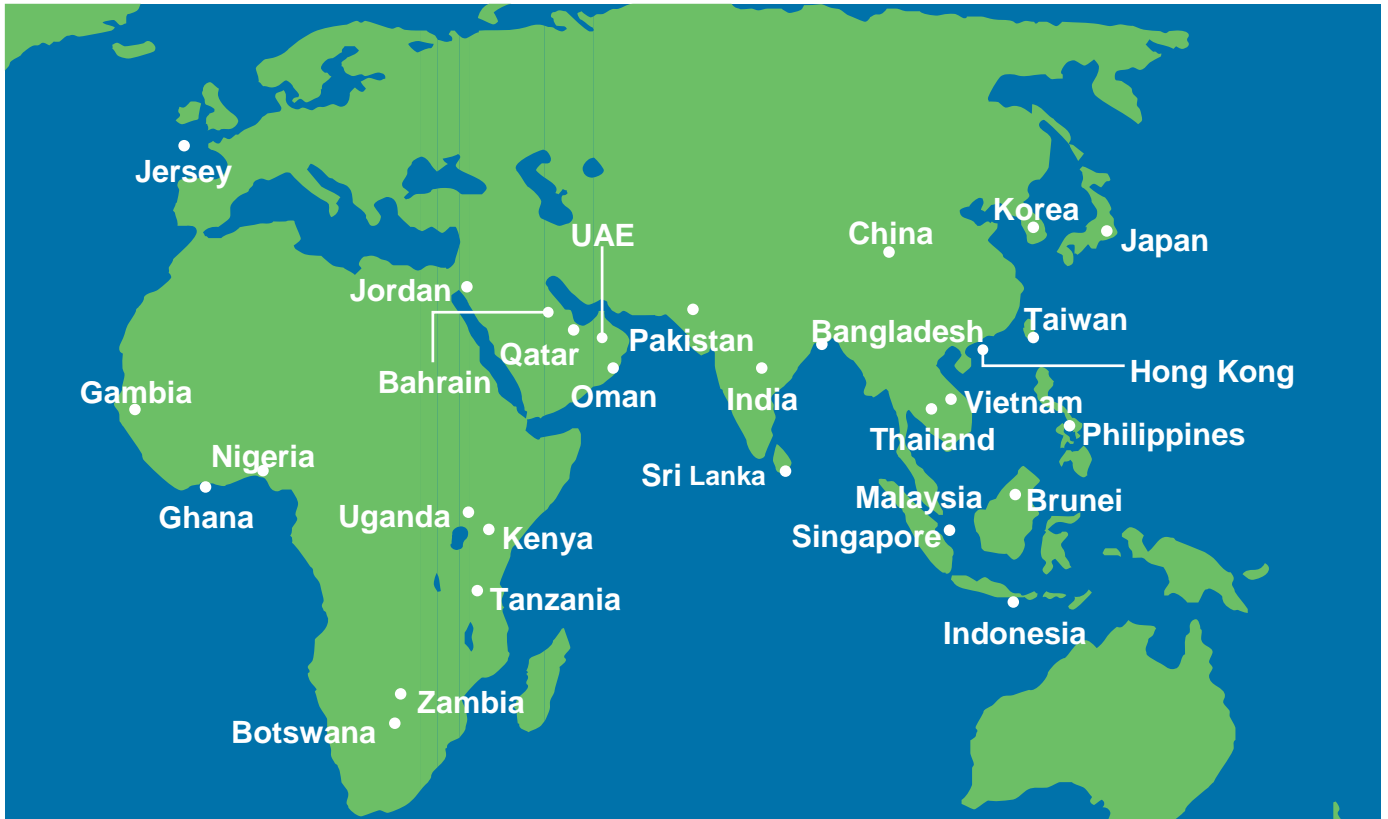 Jersey
Korea
UAE
China
Japan
Jordan
Taiwan
Bangladesh
Pakistan
Qatar
Hong Kong
Bahrain
Gambia
Oman
India
Vietnam
Philippines
Thailand
Nigeria
Sri Lanka
Malaysia
Brunei
Ghana
Uganda
Kenya
Singapore
Tanzania
Indonesia
Zambia
Botswana